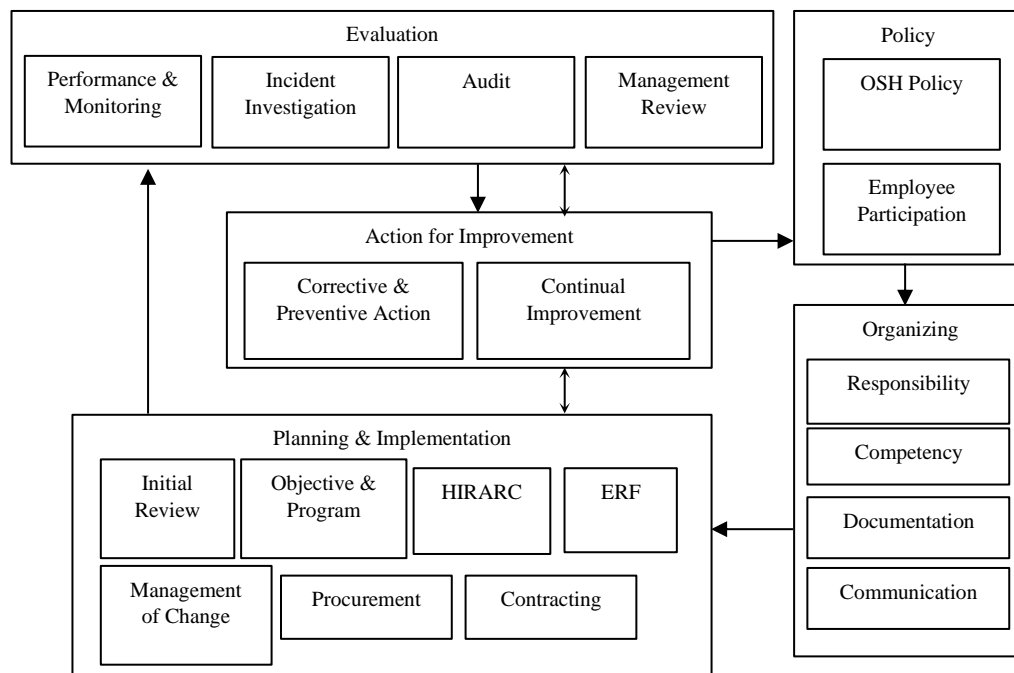 Evaluation
Performance &
Monitoring
Incident
Investigation
Audit
Management
Review
Policy
OSH Policy
Employee
Participation
Action for Improvement
Corrective &
Preventive Action
Continual
Improvement
Organizing
Responsibility
Competency
Documentation
Communication
Planning & Implementation
Initial
Review
Objective &
Program
HIRARC
ERF
Management
of Change
Procurement
Contracting